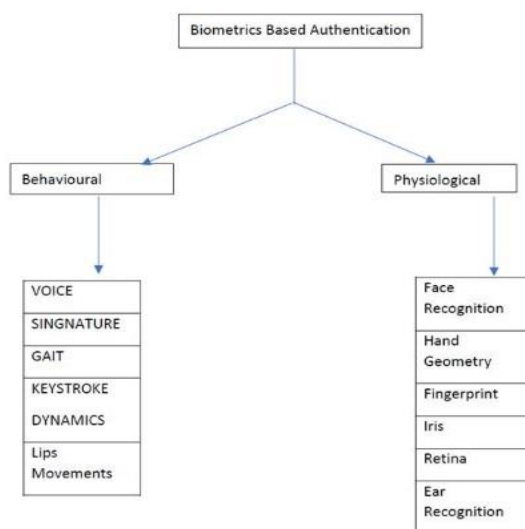 Biometrics Based Authentication
Behavioural
Physiological
VOICE
SINGNATURE
GAIT
KEYSTROKE
DYNAMICS
Lips
Movements
Face
Recognition
Hand
Geometry
Fingerprint
Iris
Retina
Ear
Recognition